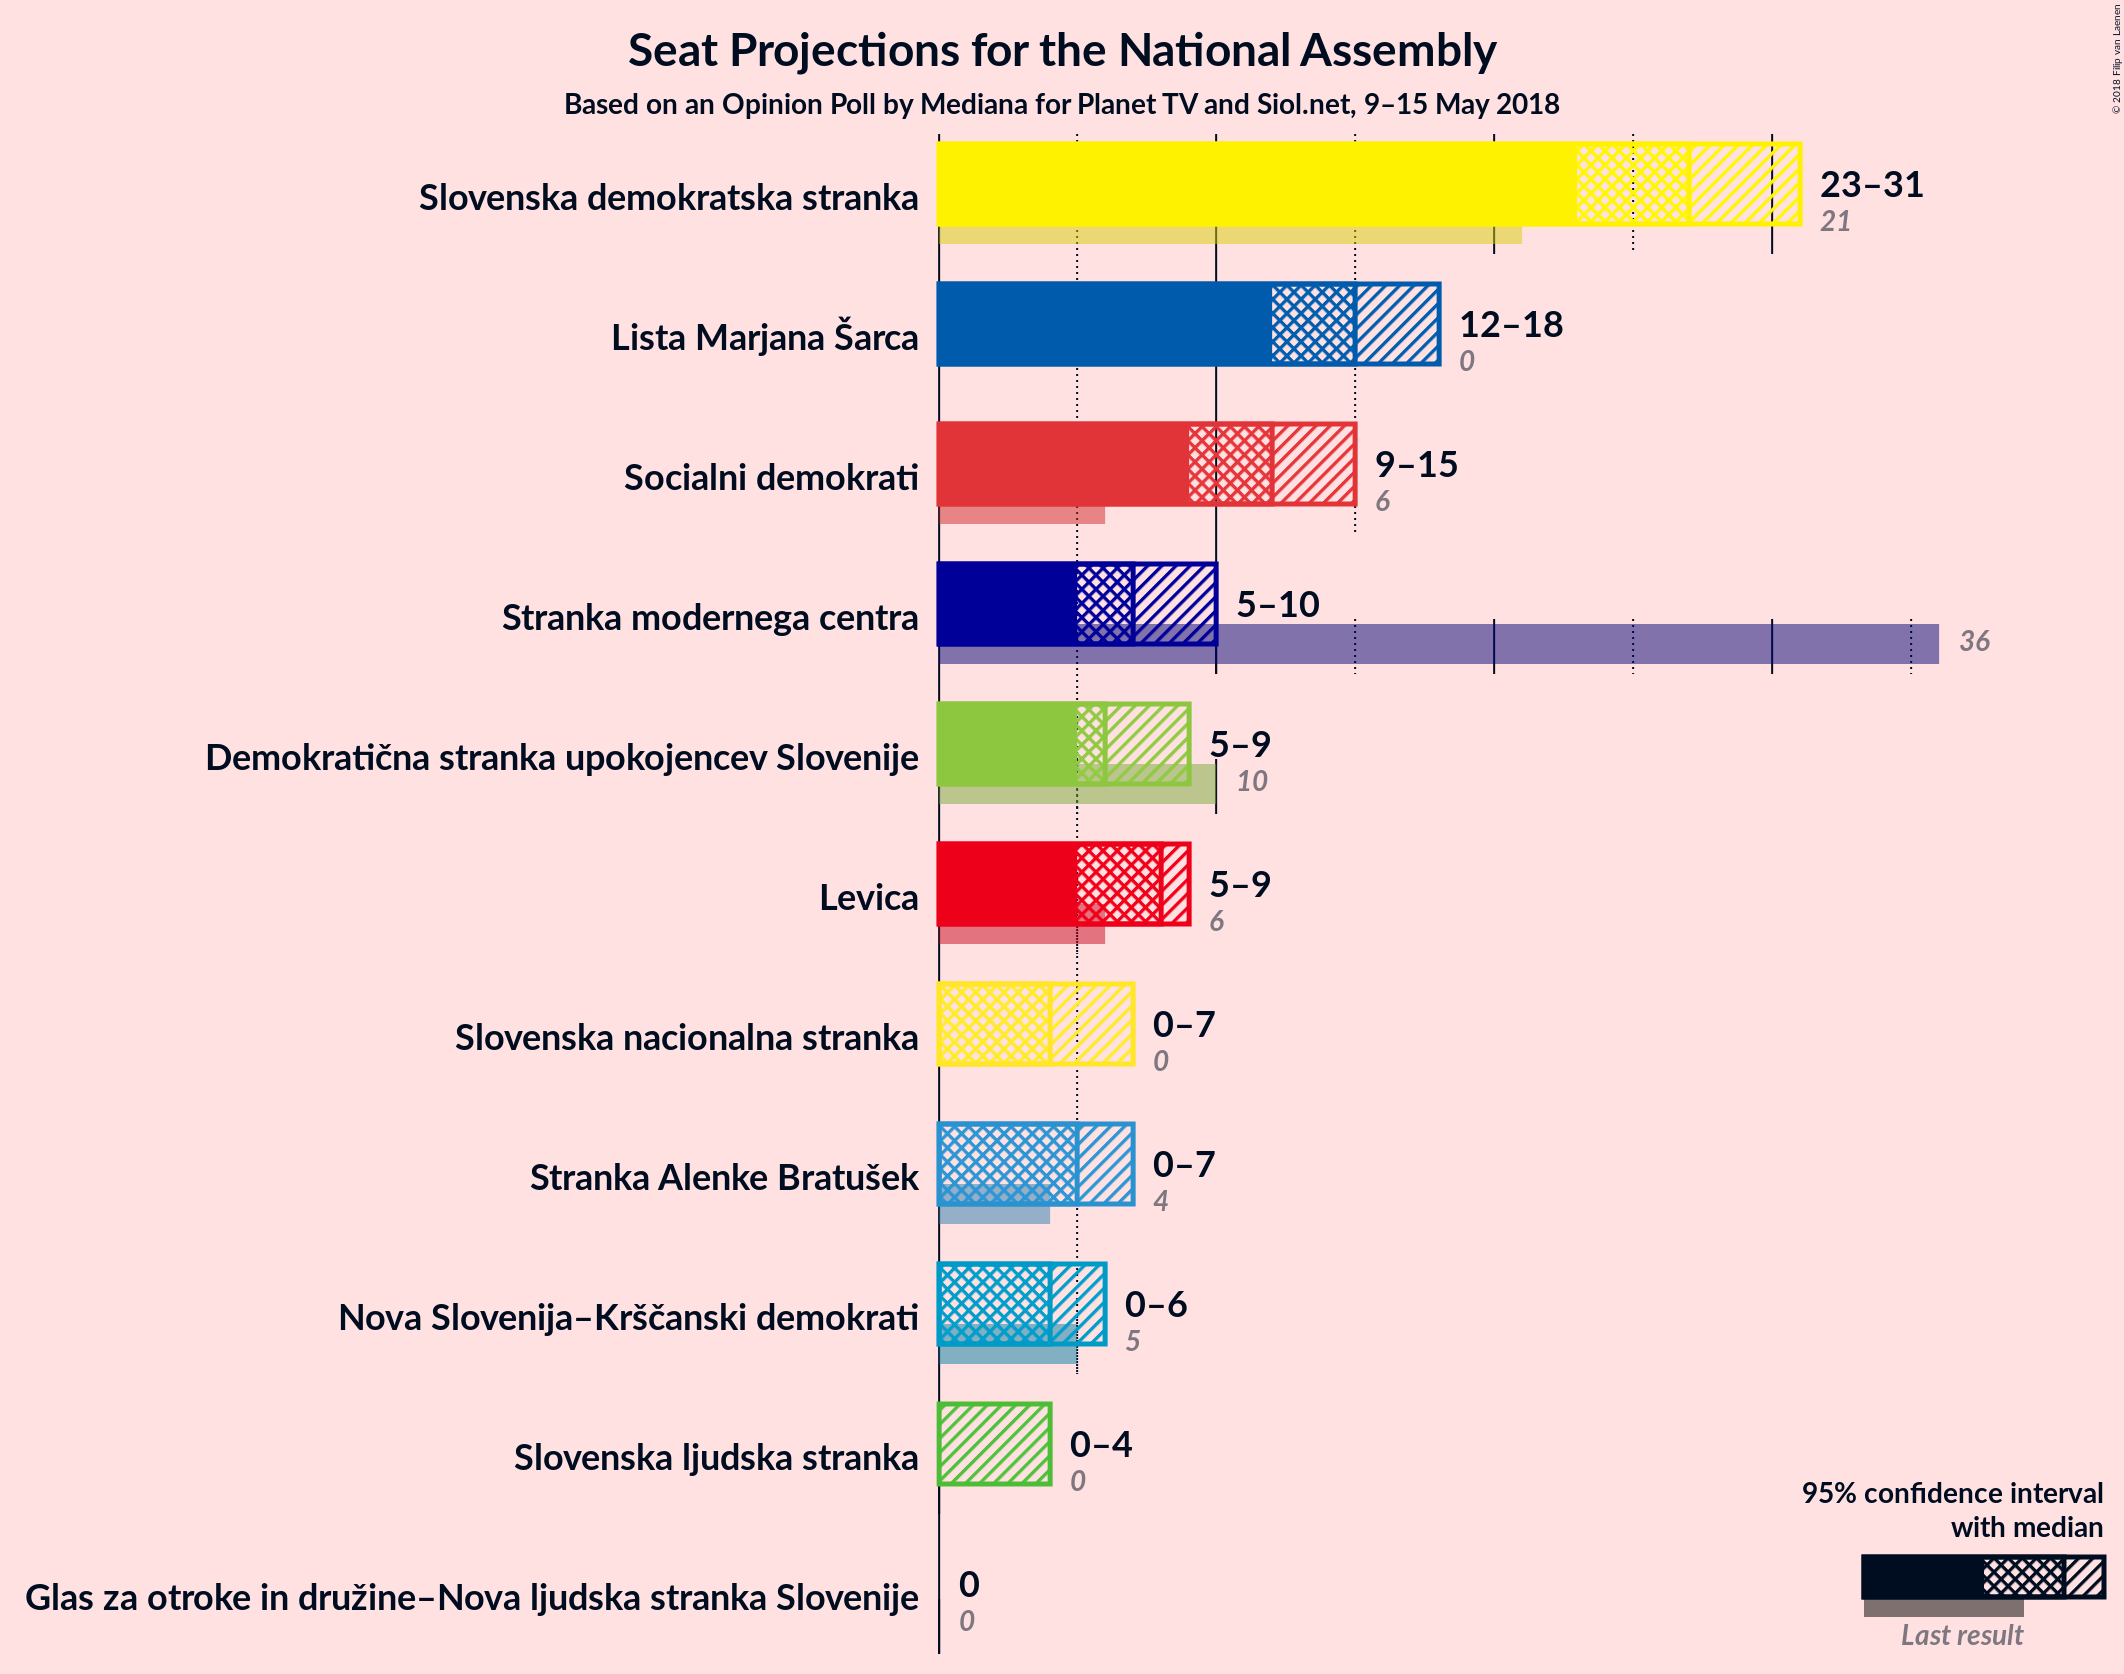 Seat Projections for the National Assembly
Based on an Opinion Poll by Mediana for Planet TV and Siol.net, 9–15 May 2018
© 2018 Filip van Laenen
Slovenska demokratska stranka
23–31
21
Lista Marjana Šarca
12–18
0
Socialni demokrati
9–15
6
Stranka modernega centra
5–10
36
Demokratična stranka upokojencev Slovenije
5–9
10
Levica
5–9
6
Slovenska nacionalna stranka
0–7
0
Stranka Alenke Bratušek
0–7
4
Nova Slovenija–Krščanski demokrati
0–6
5
Slovenska ljudska stranka
0–4
0
Glas za otroke in družine–Nova ljudska stranka Slovenije
0
0
95% confidence interval
with median
Last result